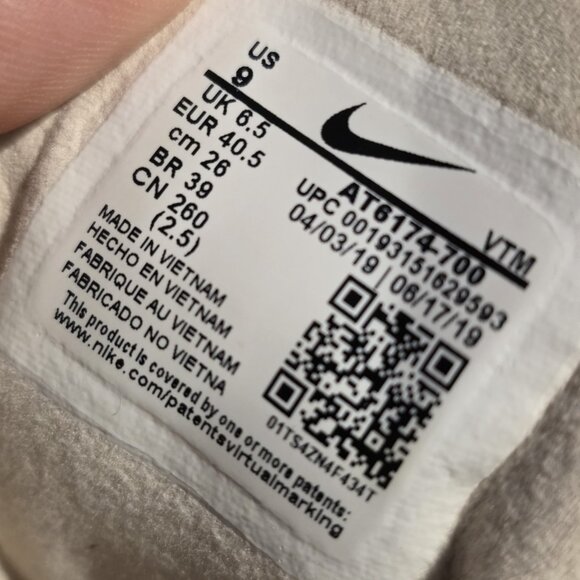 US
9
UK 6.5
EUR 40.5
cm 26
BR 39
CN 260
(2.5)
AT6174-700
VTM
UPC 00193151629593
04/03/19 | 06/17/19
MADE IN VIETNAM
HECHO EN VIETNAM
FABRIQUE AU VIETNAM
FABRICADO NO VIETNA
This product is covered by one or more patents:
www.nike.com/patentsvirtualmarking
01TS4ZN4F434T